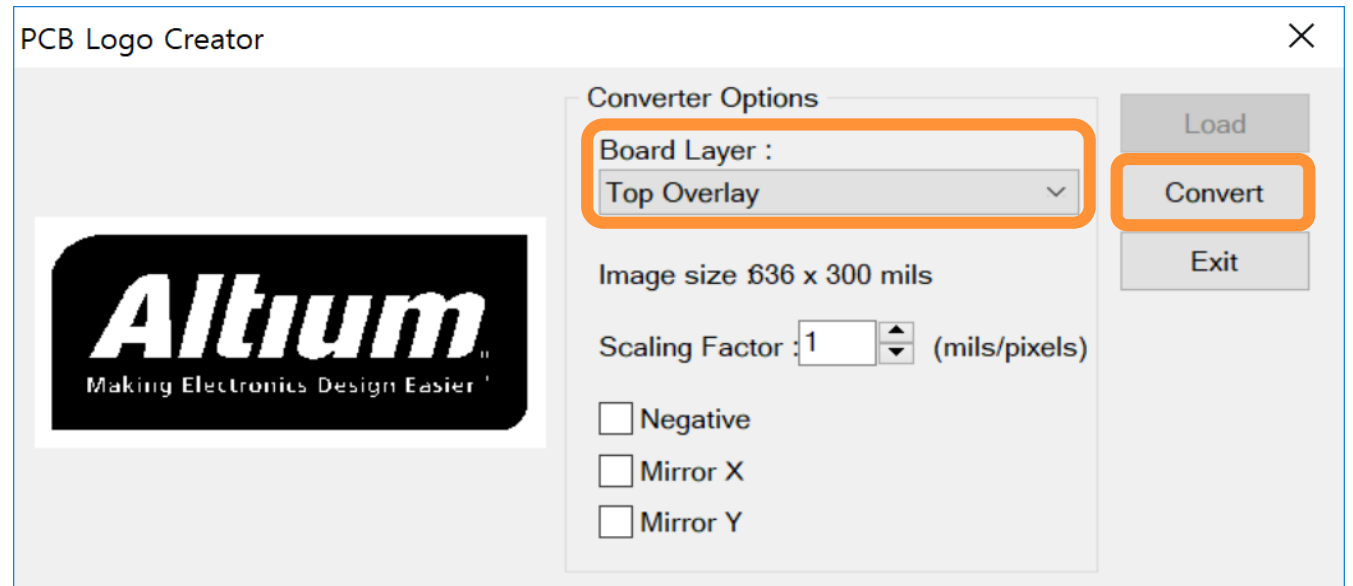 PCB Logo Creator
Converter Options
Board Layer :
Top Overlay
Image size :636 x 300 mils
Scaling Factor :1 (mils/pixels)
Negative
Mirror X
Mirror Y
Load
Convert
Exit
Altium
Making Electronics Design Easier